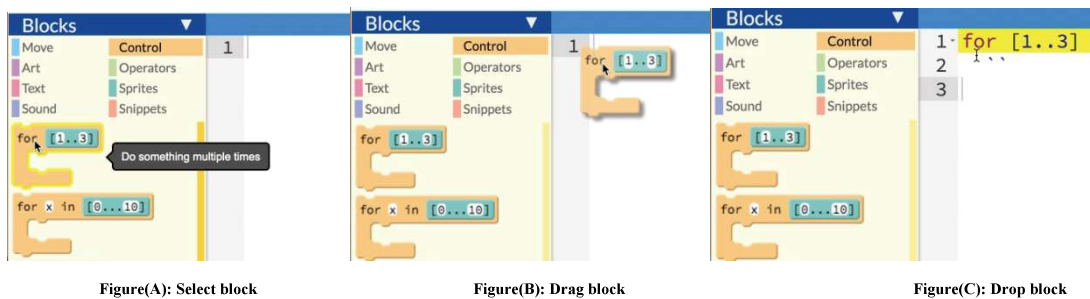 Blocks ▼
Move Control
Art Operators
Text Sprites
Sound Snippets
for [1..3]
Do something multiple times
for x in [0...10]
1
Figure(A): Select block
Blocks ▼
Move Control
Art Operators
Text Sprites
Sound Snippets
for [1..3]
for x in [0...10]
1
for [1..3]
Figure(B): Drag block
Blocks ▼
Move Control
Art Operators
Text Sprites
Sound Snippets
for [1..3]
for x in [0...10]
1 for [1..3]
2 ``
3
Figure(C): Drop block